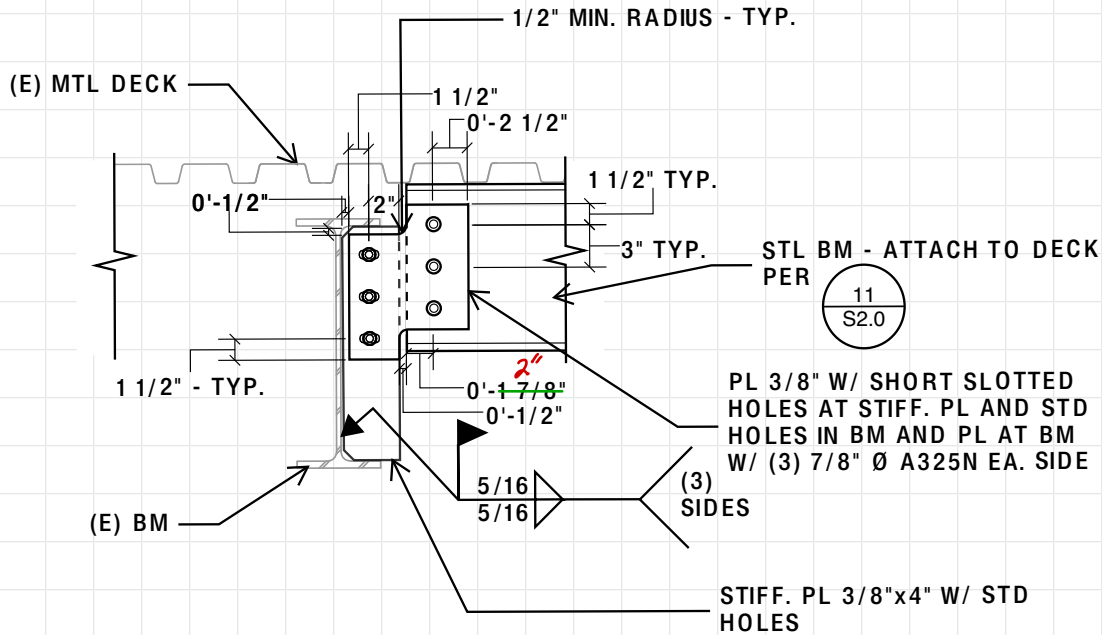 1/2" MIN. RADIUS - TYP.
(E) MTL DECK
1 1/2"
0'-2 1/2"
1 1/2" TYP.
0'-1/2"
2"
3" TYP.
STL BM - ATTACH TO DECK
PER
11
S2.0
2"
1 1/2" - TYP.
0'-1 7/8"
0'-1/2"
PL 3/8" W/ SHORT SLOTTED
HOLES AT STIFF. PL AND STD
HOLES IN BM AND PL AT BM
W/ (3) 7/8" Ø A325N EA. SIDE
5/16
5/16
(3)
SIDES
(E) BM
STIFF. PL 3/8"x4" W/ STD
HOLES